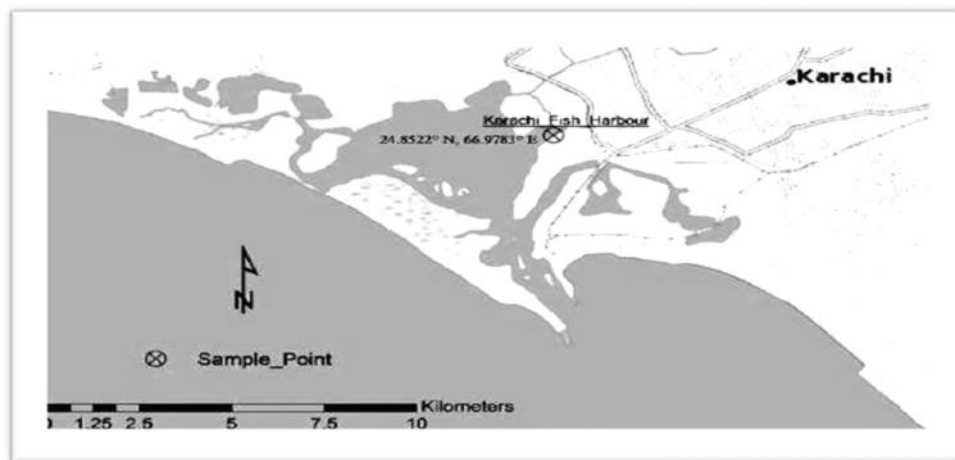 Karachi
Karachi Fish Harbour
24.8522° N, 66.9783° E
N
Sample_Point
Kilometers
0 1.25 2.5 5 7.5 10